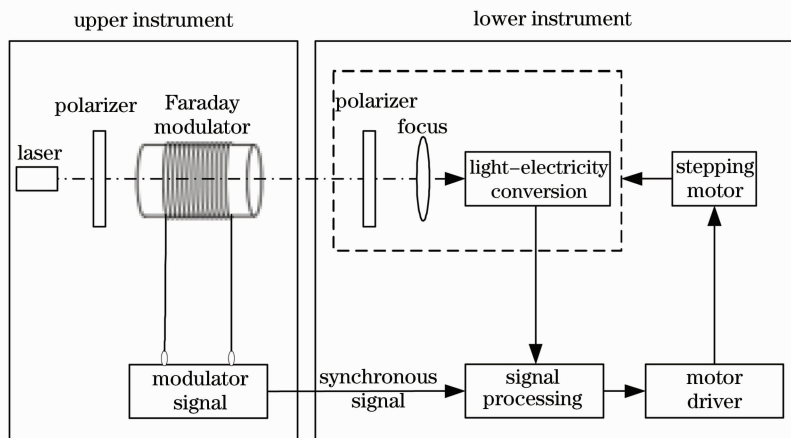 upper instrument
lower instrument
polarizer
Faraday
modulator
laser
polarizer
focus
light-electricity
conversion
stepping
motor
modulator
signal
synchronous
signal
signal
processing
motor
driver